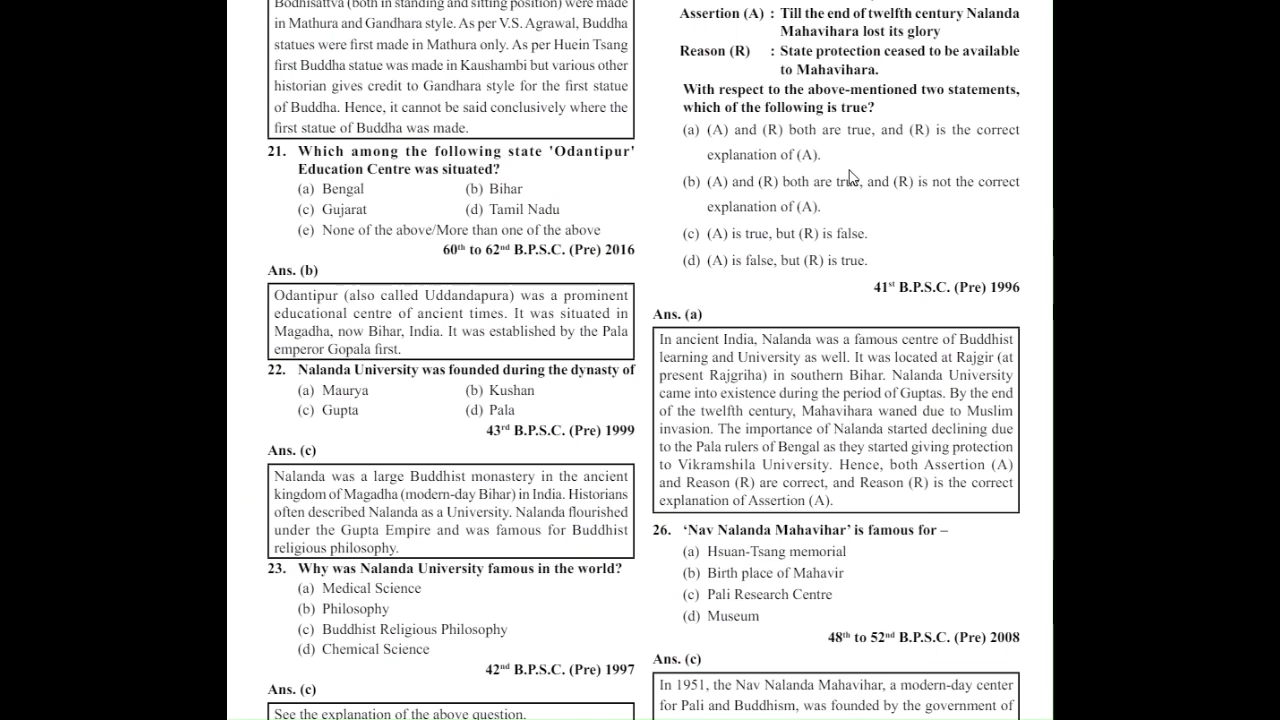 Bodhisattva (both in standing and sitting position) were made
in Mathura and Gandhara style. As per V.S. Agrawal, Buddha
statues were first made in Mathura only. As per Huein Tsang
first Buddha statue was made in Kaushambi but various other
historian gives credit to Gandhara style for the first statue
of Buddha. Hence, it cannot be said conclusively where the
first statue of Buddha was made.
21. Which among the following state 'Odantipur'
Education Centre was situated?
(a) Bengal (b) Bihar
(c) Gujarat (d) Tamil Nadu
(e) None of the above/More than one of the above
60th to 62nd B.P.S.C. (Pre) 2016
Ans. (b)
Odantipur (also called Uddandapura) was a prominent
educational centre of ancient times. It was situated in
Magadha, now Bihar, India. It was established by the Pala
emperor Gopala first.
22. Nalanda University was founded during the dynasty of
(a) Maurya (b) Kushan
(c) Gupta (d) Pala
43rd B.P.S.C. (Pre) 1999
Ans. (c)
Nalanda was a large Buddhist monastery in the ancient
kingdom of Magadha (modern-day Bihar) in India. Historians
often described Nalanda as a University. Nalanda flourished
under the Gupta Empire and was famous for Buddhist
religious philosophy.
23. Why was Nalanda University famous in the world?
(a) Medical Science
(b) Philosophy
(c) Buddhist Religious Philosophy
(d) Chemical Science
42nd B.P.S.C. (Pre) 1997
Ans. (c)
See the explanation of the above question.
Assertion (A) : Till the end of twelfth century Nalanda
Mahavihara lost its glory
Reason (R) : State protection ceased to be available
to Mahavihara.
With respect to the above-mentioned two statements,
which of the following is true?
(a) (A) and (R) both are true, and (R) is the correct
explanation of (A).
(b) (A) and (R) both are true, and (R) is not the correct
explanation of (A).
(c) (A) is true, but (R) is false.
(d) (A) is false, but (R) is true.
41st B.P.S.C. (Pre) 1996
Ans. (a)
In ancient India, Nalanda was a famous centre of Buddhist
learning and University as well. It was located at Rajgir (at
present Rajgriha) in southern Bihar. Nalanda University
came into existence during the period of Guptas. By the end
of the twelfth century, Mahavihara waned due to Muslim
invasion. The importance of Nalanda started declining due
to the Pala rulers of Bengal as they started giving protection
to Vikramshila University. Hence, both Assertion (A)
and Reason (R) are correct, and Reason (R) is the correct
explanation of Assertion (A).
26. ‘Nav Nalanda Mahavihar’ is famous for –
(a) Hsuan-Tsang memorial
(b) Birth place of Mahavir
(c) Pali Research Centre
(d) Museum
48th to 52nd B.P.S.C. (Pre) 2008
Ans. (c)
In 1951, the Nav Nalanda Mahavihar, a modern-day center
for Pali and Buddhism, was founded by the government of